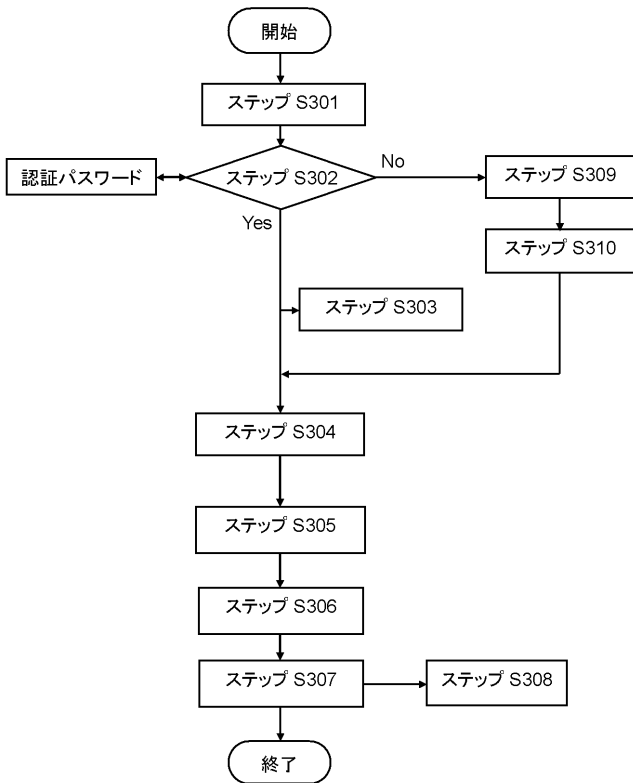 開始
ステップ S301
認証パスワード
ステップ S302
No
ステップ S309
Yes
ステップ S310
ステップ S303
ステップ S304
ステップ S305
ステップ S306
ステップ S307
ステップ S308
終了